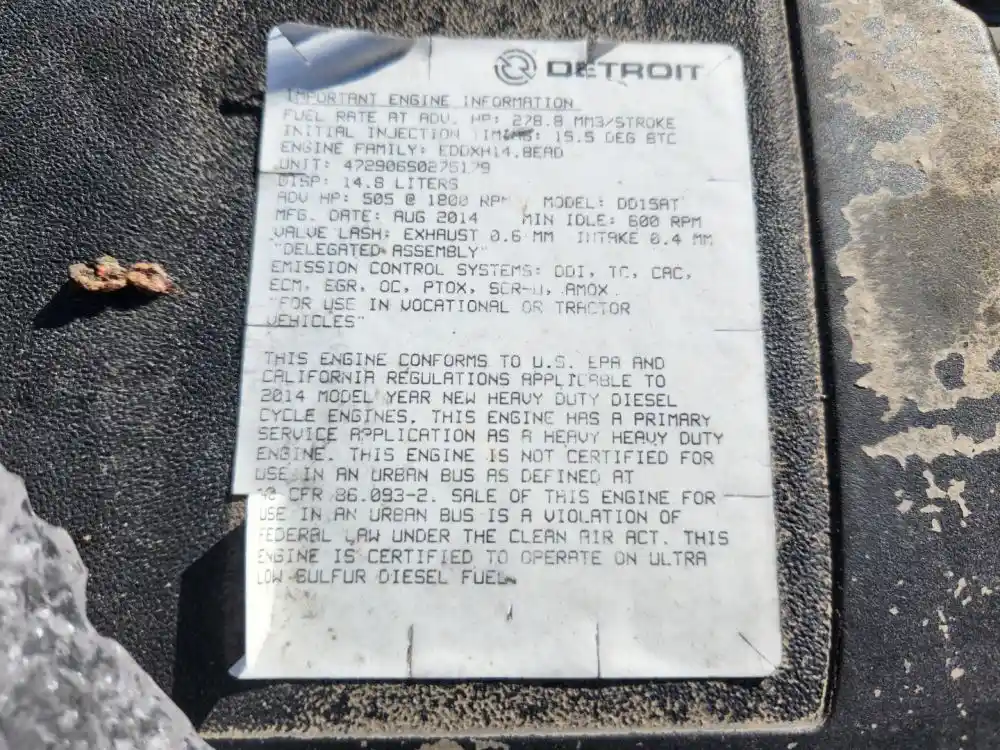 DETROIT
IMPORTANT ENGINE INFORMATION
FUEL RATE AT ADV. HP: 278.8 MM3/STROKE
INITIAL INJECTION TIMING: 15.5 DEG BTC
ENGINE FAMILY: EDDXH14.8EAD
UNIT: 472906S0275179
DISP: 14.8 LITERS
ADV HP: 505 @ 1800 RPM MODEL: DD15AT
MFG. DATE: AUG 2014 MIN IDLE: 600 RPM
VALVE LASH: EXHAUST 0.6 MM INTAKE 0.4 MM
"DELEGATED ASSEMBLY"
EMISSION CONTROL SYSTEMS: DDI, TC, CAC,
ECM, EGR, OC, PTOX, SCR-U, AMOX
"FOR USE IN VOCATIONAL OR TRACTOR
VEHICLES"
THIS ENGINE CONFORMS TO U.S. EPA AND
CALIFORNIA REGULATIONS APPLICABLE TO
2014 MODEL YEAR NEW HEAVY DUTY DIESEL
CYCLE ENGINES. THIS ENGINE HAS A PRIMARY
SERVICE APPLICATION AS A HEAVY HEAVY DUTY
ENGINE. THIS ENGINE IS NOT CERTIFIED FOR
USE IN AN URBAN BUS AS DEFINED AT
40 CFR 86.093-2. SALE OF THIS ENGINE FOR
USE IN AN URBAN BUS IS A VIOLATION OF
FEDERAL LAW UNDER THE CLEAN AIR ACT. THIS
ENGINE IS CERTIFIED TO OPERATE ON ULTRA
LOW SULFUR DIESEL FUEL.